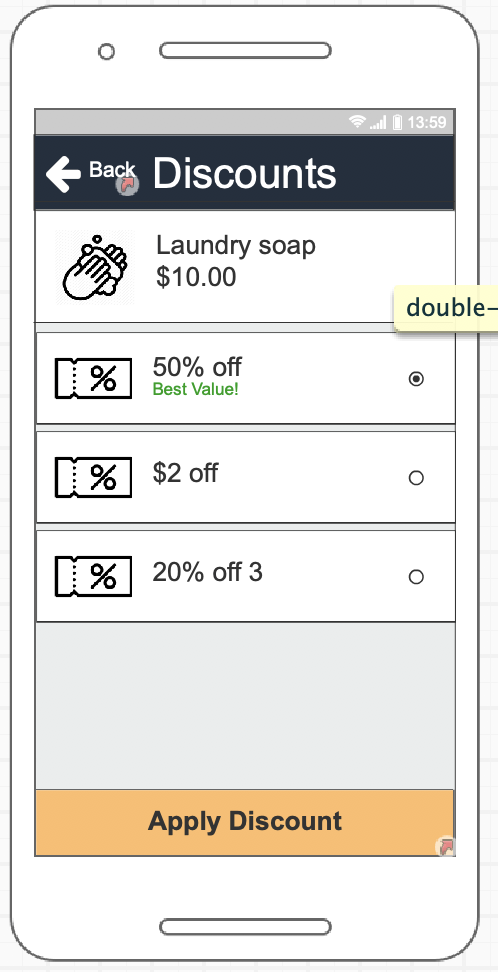 13:59
Back Discounts
Laundry soap
$10.00
double-
50% off
Best Value!
$2 off
20% off 3
Apply Discount